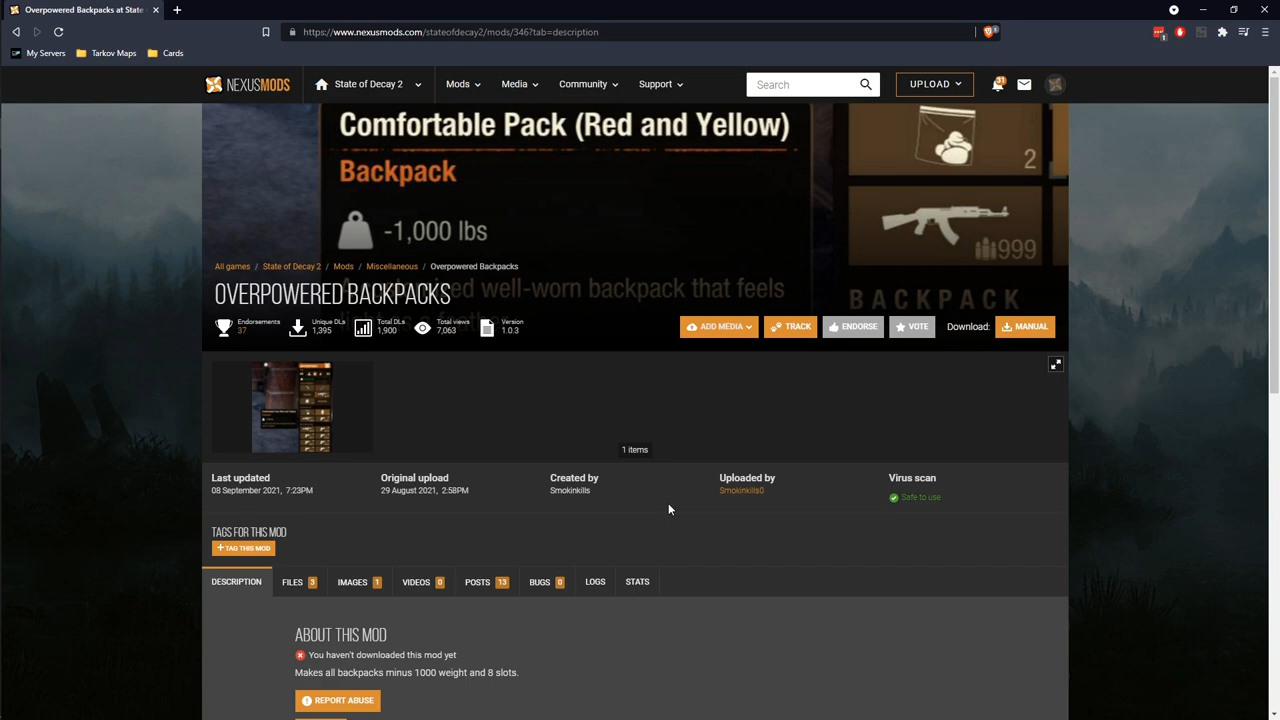 Overpowered Backpacks at State
https://www.nexusmods.com/stateofdecay2/mods/346?tab=description
My Servers Tarkov Maps Cards
NEXUSMODS State of Decay 2 Mods Media Community Support Search UPLOAD 31
Comfortable Pack (Red and Yellow)
Backpack
-1,000 lbs
2
999
BACKPACK
well-worn backpack that feels
All games / State of Decay 2 / Mods / Miscellaneous / Overpowered Backpacks
OVERPOWERED BACKPACKS
Endorsements 37
Unique DLs 1,395
Total DLs 1,900
Total views 7,063
Version 1.0.3
ADD MEDIA TRACK ENDORSE VOTE Download: MANUAL
1 items
Last updated
08 September 2021, 7:23PM
Original upload
29 August 2021, 2:58PM
Created by
Smokinkills
Uploaded by
Smokinkills0
Virus scan
Safe to use
TAGS FOR THIS MOD
+ TAG THIS MOD
DESCRIPTION FILES 3 IMAGES 1 VIDEOS 0 POSTS 13 BUGS 0 LOGS STATS
ABOUT THIS MOD
You haven't downloaded this mod yet
Makes all backpacks minus 1000 weight and 8 slots.
REPORT ABUSE